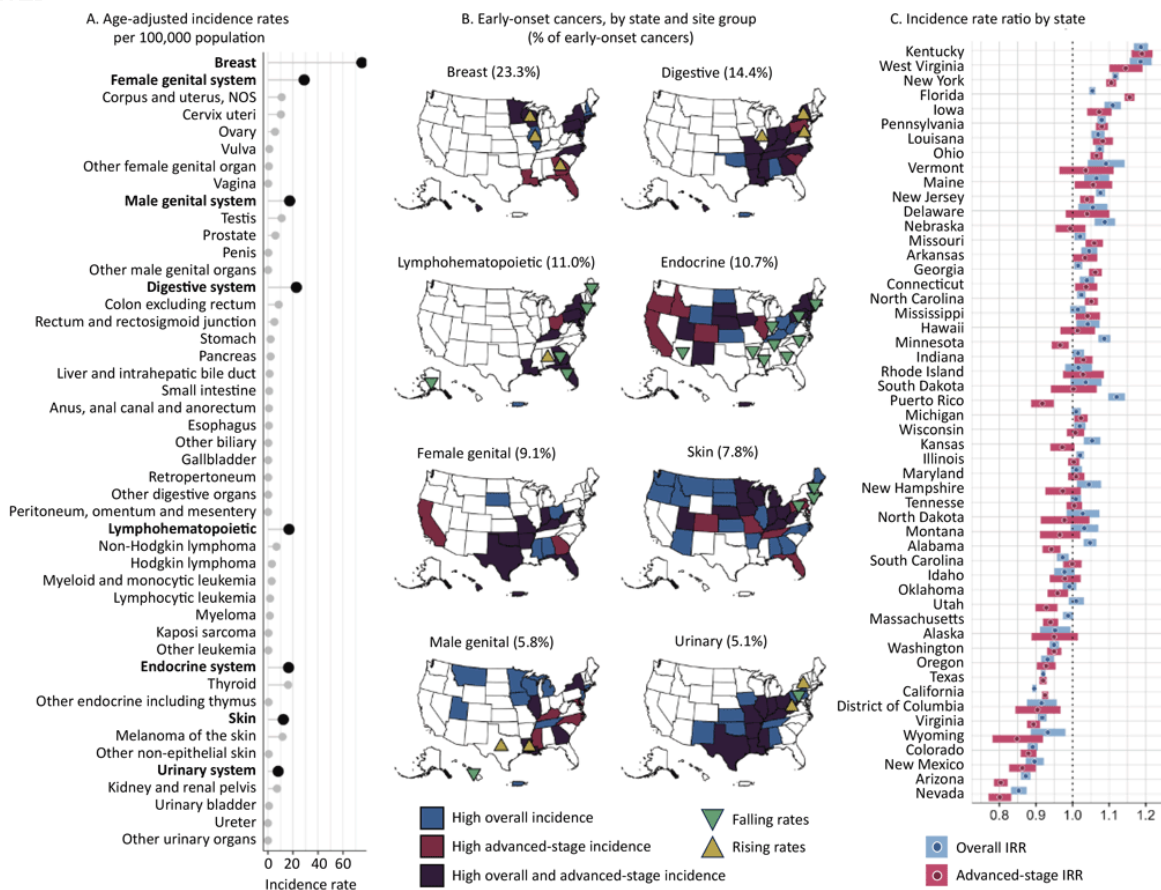 A. Age-adjusted incidence rates
per 100,000 population
Breast
Female genital system
Corpus and uterus, NOS
Cervix uteri
Ovary
Vulva
Other female genital organ
Vagina
Male genital system
Testis
Prostate
Penis
Other male genital organs
Digestive system
Colon excluding rectum
Rectum and rectosigmoid junction
Stomach
Pancreas
Liver and intrahepatic bile duct
Small intestine
Anus, anal canal and anorectum
Esophagus
Other biliary
Gallbladder
Retropertoneum
Other digestive organs
Peritoneum, omentum and mesentery
Lymphohematopoietic
Non-Hodgkin lymphoma
Hodgkin lymphoma
Myeloid and monocytic leukemia
Lymphocytic leukemia
Myeloma
Kaposi sarcoma
Other leukemia
Endocrine system
Thyroid
Other endocrine including thymus
Skin
Melanoma of the skin
Other non-epithelial skin
Urinary system
Kidney and renal pelvis
Urinary bladder
Ureter
Other urinary organs
0 20 40 60
Incidence rate
B. Early-onset cancers, by state and site group
(% of early-onset cancers)
Breast (23.3%)
Digestive (14.4%)
Lymphohematopoietic (11.0%)
Endocrine (10.7%)
Female genital (9.1%)
Skin (7.8%)
Male genital (5.8%)
Urinary (5.1%)
High overall incidence
High advanced-stage incidence
High overall and advanced-stage incidence
Falling rates
Rising rates
C. Incidence rate ratio by state
Kentucky
West Virginia
New York
Florida
Iowa
Pennsylvania
Louisana
Ohio
Vermont
Maine
New Jersey
Delaware
Nebraska
Missouri
Arkansas
Georgia
Connecticut
North Carolina
Mississippi
Hawaii
Minnesota
Indiana
Rhode Island
South Dakota
Puerto Rico
Michigan
Wisconsin
Kansas
Illinois
Maryland
New Hampshire
Tennesse
North Dakota
Montana
Alabama
South Carolina
Idaho
Oklahoma
Utah
Massachusetts
Alaska
Washington
Oregon
Texas
California
District of Columbia
Virginia
Wyoming
Colorado
New Mexico
Arizona
Nevada
0.8 0.9 1.0 1.1 1.2
Overall IRR
Advanced-stage IRR